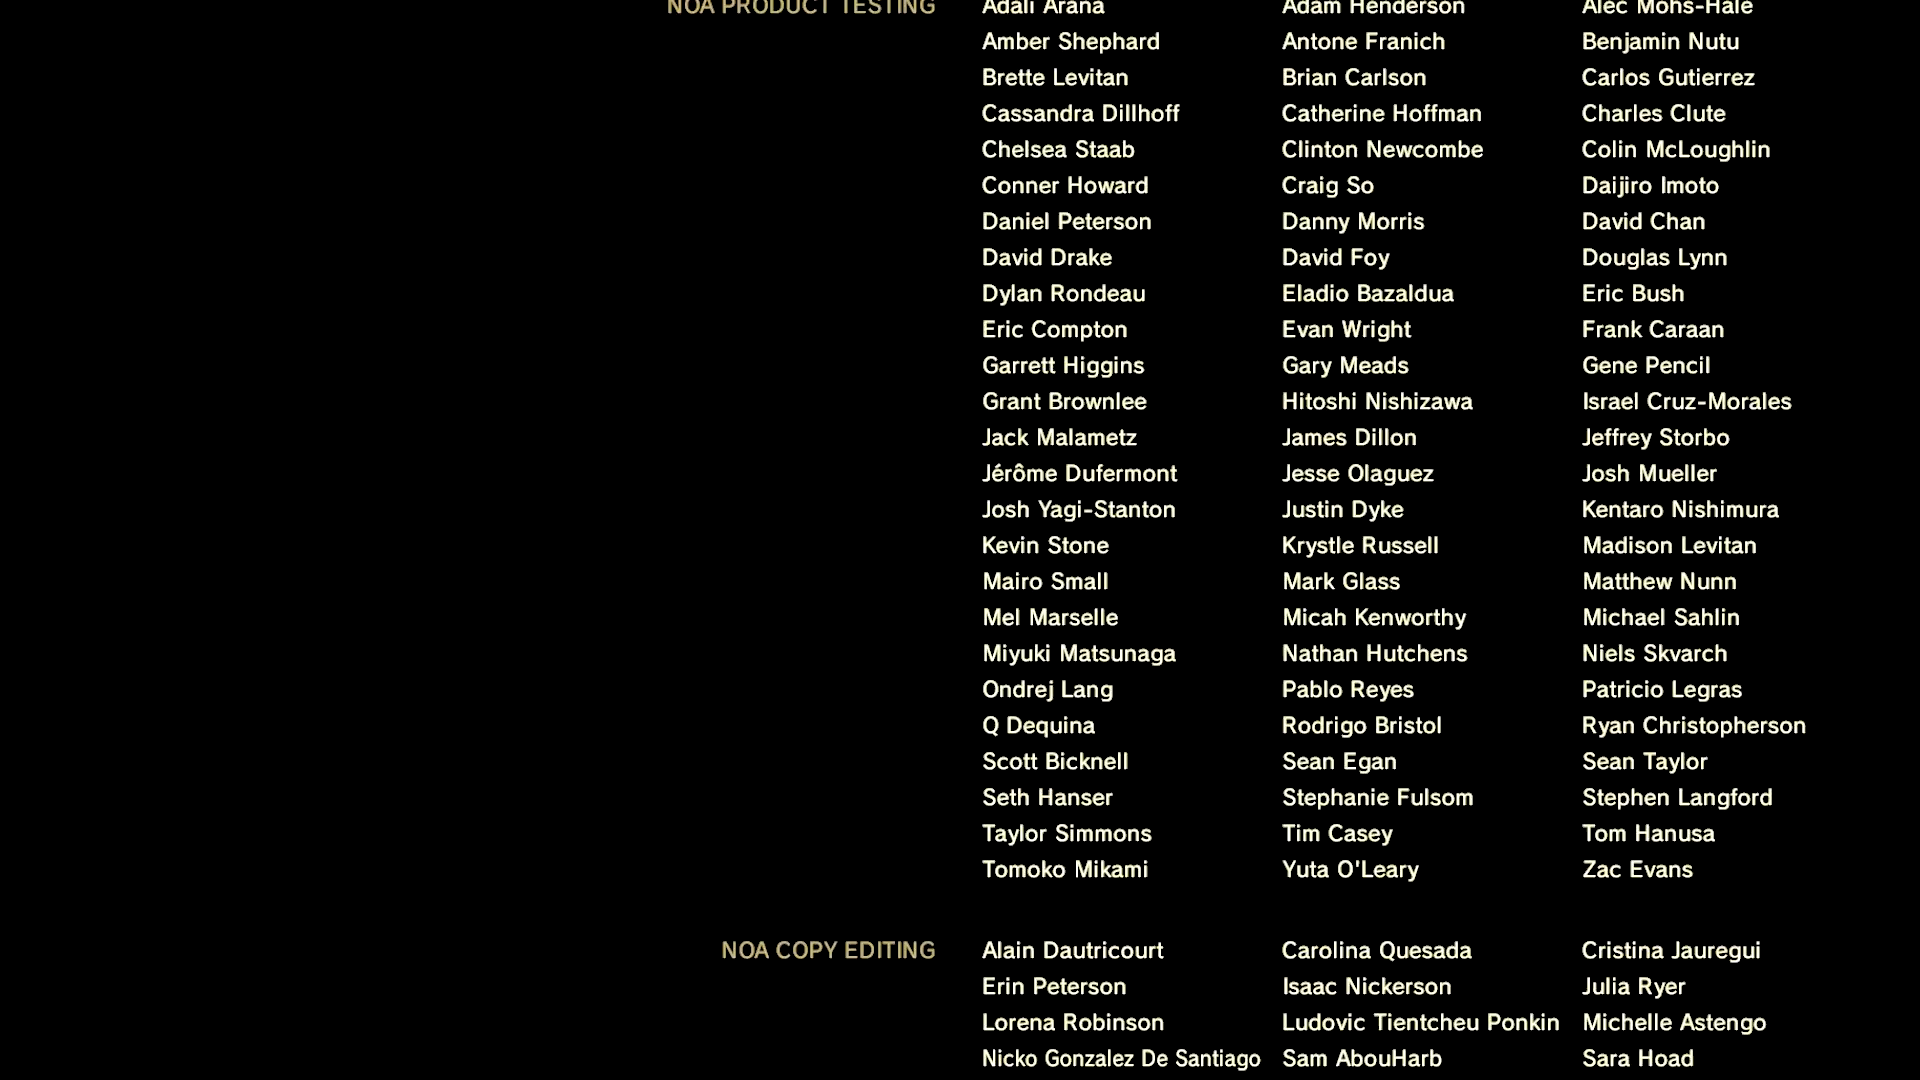 NOA PRODUCT TESTING Adali Arana Adam Henderson Alec Mohs-Hale
Amber Shephard Antone Franich Benjamin Nutu
Brette Levitan Brian Carlson Carlos Gutierrez
Cassandra Dillhoff Catherine Hoffman Charles Clute
Chelsea Staab Clinton Newcombe Colin McLoughlin
Conner Howard Craig So Daijiro Imoto
Daniel Peterson Danny Morris David Chan
David Drake David Foy Douglas Lynn
Dylan Rondeau Eladio Bazaldua Eric Bush
Eric Compton Evan Wright Frank Caraan
Garrett Higgins Gary Meads Gene Pencil
Grant Brownlee Hitoshi Nishizawa Israel Cruz-Morales
Jack Malametz James Dillon Jeffrey Storbo
Jérôme Dufermont Jesse Olaguez Josh Mueller
Josh Yagi-Stanton Justin Dyke Kentaro Nishimura
Kevin Stone Krystle Russell Madison Levitan
Mairo Small Mark Glass Matthew Nunn
Mel Marselle Micah Kenworthy Michael Sahlin
Miyuki Matsunaga Nathan Hutchens Niels Skvarch
Ondrej Lang Pablo Reyes Patricio Legras
Q Dequina Rodrigo Bristol Ryan Christopherson
Scott Bicknell Sean Egan Sean Taylor
Seth Hanser Stephanie Fulsom Stephen Langford
Taylor Simmons Tim Casey Tom Hanusa
Tomoko Mikami Yuta O'Leary Zac Evans
NOA COPY EDITING Alain Dautricourt Carolina Quesada Cristina Jauregui
Erin Peterson Isaac Nickerson Julia Ryer
Lorena Robinson Ludovic Tientcheu Ponkin Michelle Astengo
Nicko Gonzalez De Santiago Sam AbouHarb Sara Hoad